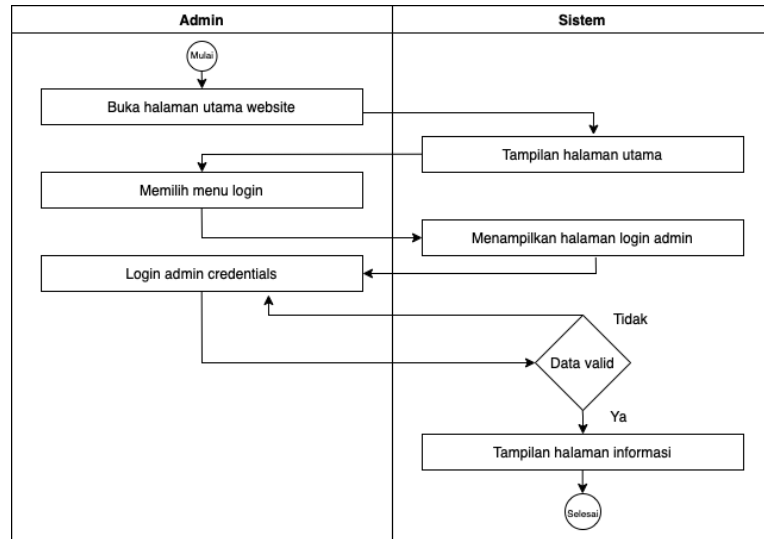 Admin
Sistem
Mulai
Buka halaman utama website
Tampilan halaman utama
Memilih menu login
Menampilkan halaman login admin
Login admin credentials
Tidak
Data valid
Ya
Tampilan halaman informasi
Selesai